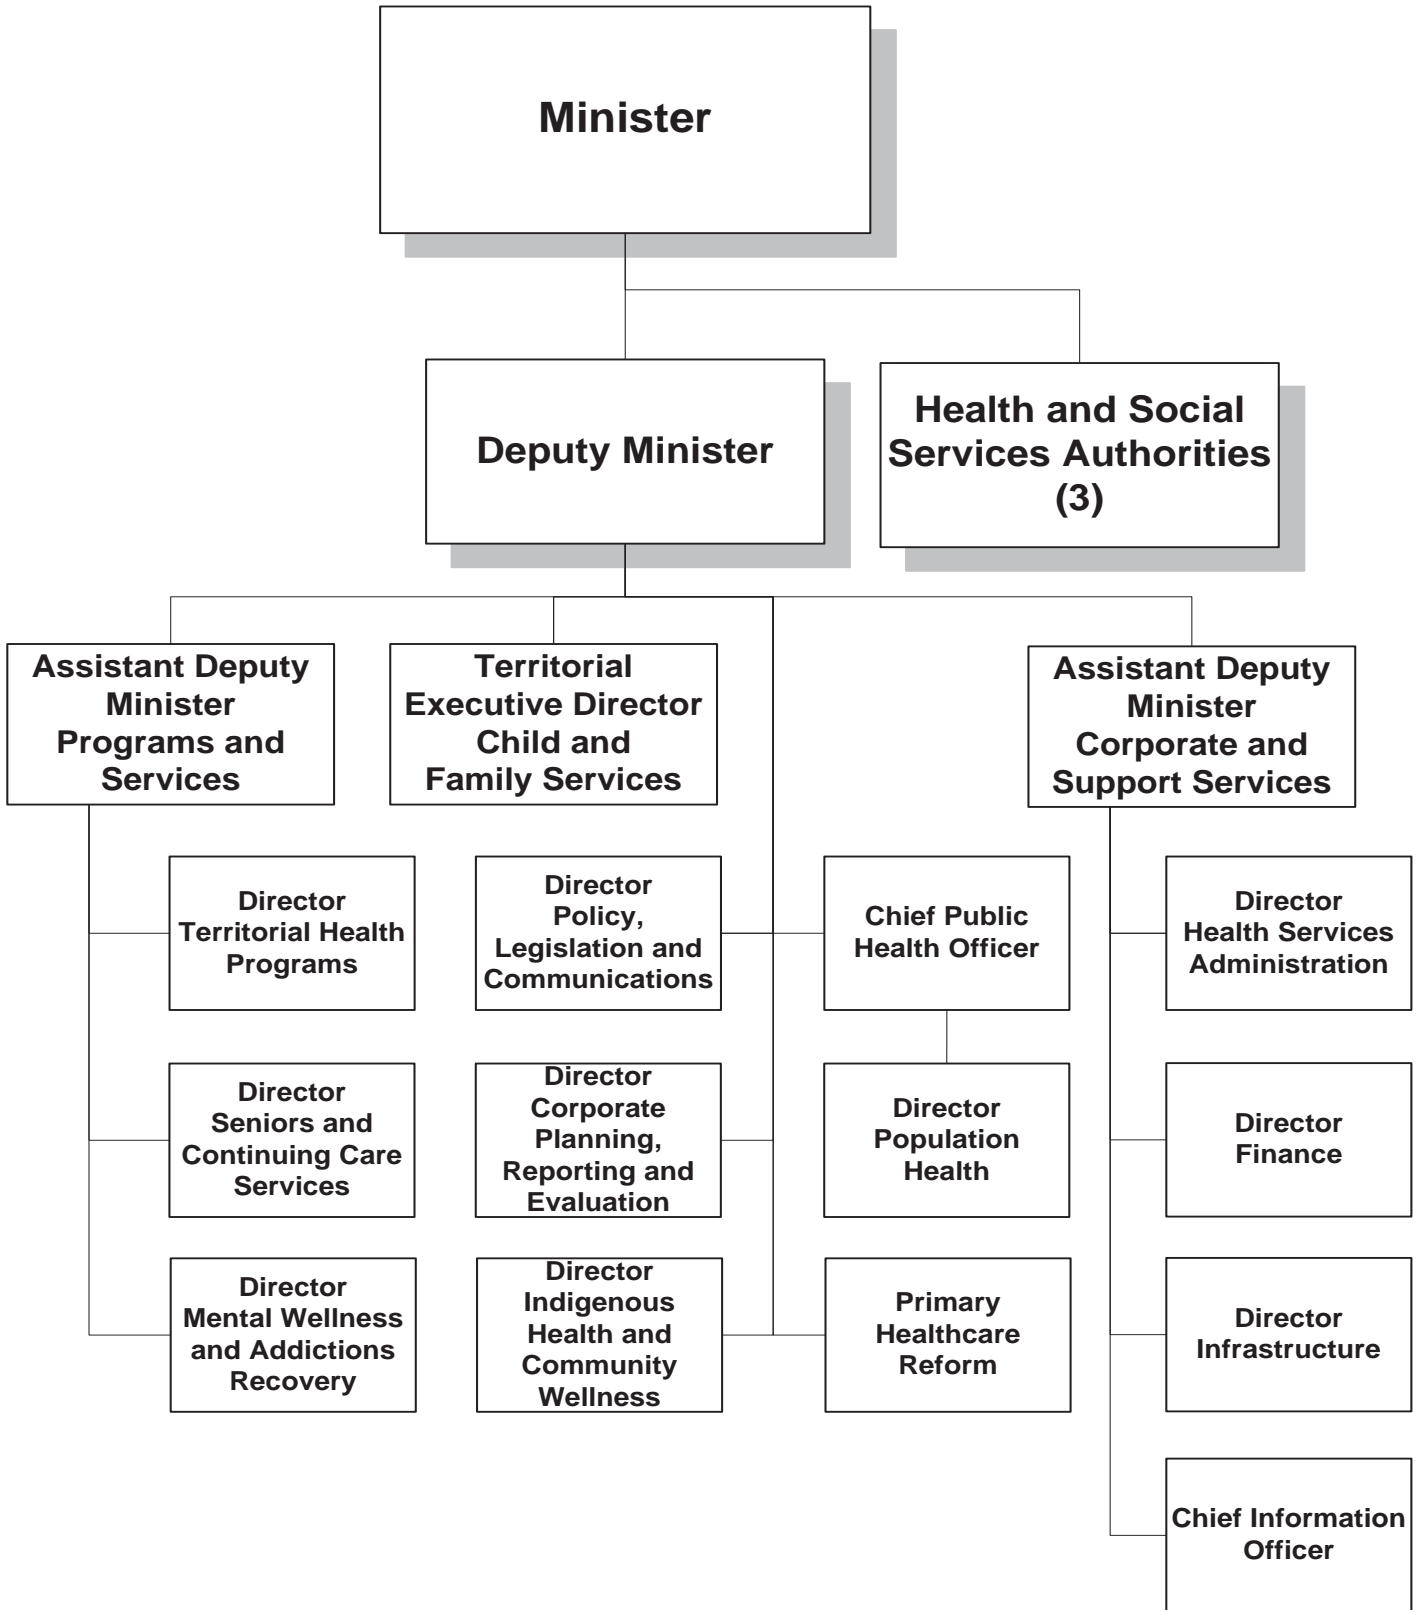 Minister
Deputy Minister
Health and Social
Services Authorities
(3)
Assistant Deputy
Minister
Programs and
Services
Territorial
Executive Director
Child and
Family Services
Assistant Deputy
Minister
Corporate and
Support Services
Director
Territorial Health
Programs
Director
Policy,
Legislation and
Communications
Chief Public
Health Officer
Director
Health Services
Administration
Director
Seniors and
Continuing Care
Services
Director
Corporate
Planning,
Reporting and
Evaluation
Director
Population
Health
Director
Finance
Director
Mental Wellness
and Addictions
Recovery
Director
Indigenous
Health and
Community
Wellness
Primary
Healthcare
Reform
Director
Infrastructure
Chief Information
Officer